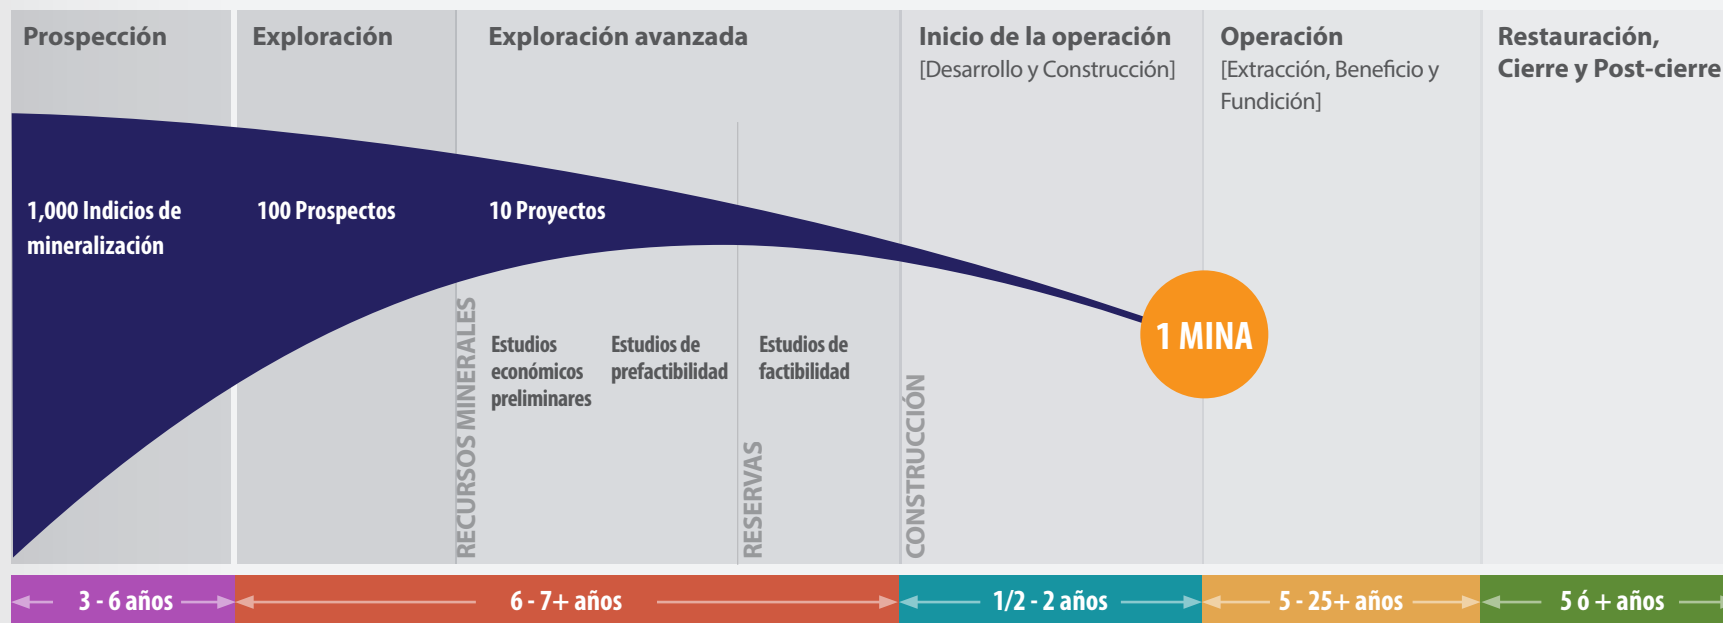 Prospección
Exploración
Exploración avanzada
Inicio de la operación
[Desarrollo y Construcción]
Operación
[Extracción, Beneficio y
Fundición]
Restauración,
Cierre y Post-cierre
1,000 Indicios de
mineralización
100 Prospectos
10 Proyectos
1 MINA
RECURSOS MINERALES
Estudios
económicos
preliminares
Estudios de
prefactibilidad
RESERVAS
Estudios de
factibilidad
CONSTRUCCIÓN
3 - 6 años
6 - 7+ años
1/2 - 2 años
5 - 25+ años
5 ó + años